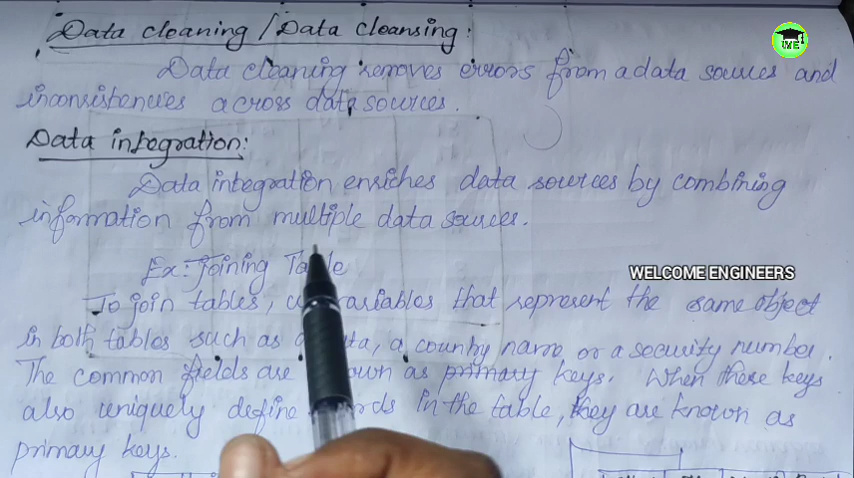 IME
Data cleaning / Data cleansing:
Data cleaning removes errors from a data sources and
inconsistencies across data sources.
Data integration:
Data integration enriches data sources by combining
information from multiple data sources.
Ex: Joining Table
WELCOME ENGINEERS
To join tables, variables that represent the same object
in both tables such as a country name or a security number.
The common fields are known as primary keys. When these keys
also uniquely define in the table, they are known as
primary keys.